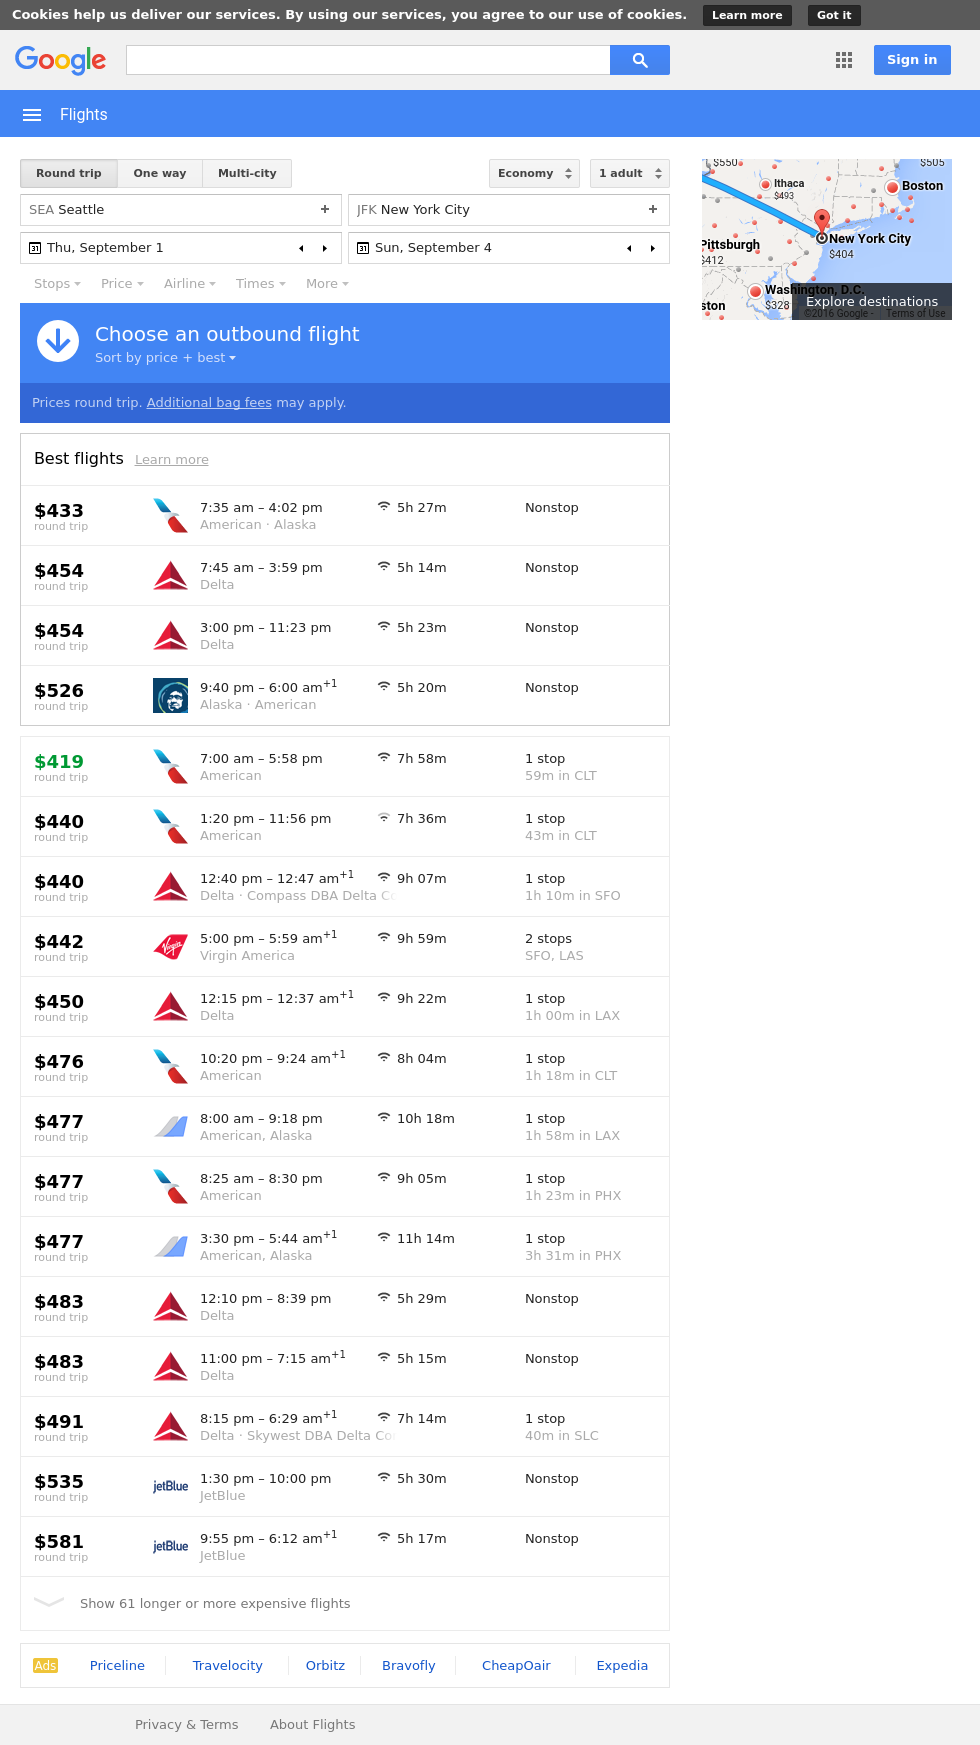 Cookies help us deliver our services. By using our services, you agree to our use of cookies. Learn more Got it
Google Sign in
Flights
Round trip One way Multi-city Economy 1 adult
SEA Seattle + JFK New York City +
31 Thu, September 1 31 Sun, September 4
Stops Price Airline Times More
Choose an outbound flight
Sort by price + best
Prices round trip. Additional bag fees may apply.
$550 $505
Ithaca
$493
Boston
Pittsburgh
$412
New York City
$404
Washington, D.C.
$328
ston
Explore destinations
©2016 Google - Terms of Use
Best flights Learn more
$433 7:35 am – 4:02 pm 5h 27m Nonstop
round trip American · Alaska
$454 7:45 am – 3:59 pm 5h 14m Nonstop
round trip Delta
$454 3:00 pm – 11:23 pm 5h 23m Nonstop
round trip Delta
$526 9:40 pm – 6:00 am+1 5h 20m Nonstop
round trip Alaska · American
$419 7:00 am – 5:58 pm 7h 58m 1 stop
round trip American 59m in CLT
$440 1:20 pm – 11:56 pm 7h 36m 1 stop
round trip American 43m in CLT
$440 12:40 pm – 12:47 am+1 9h 07m 1 stop
round trip Delta · Compass DBA Delta Co 1h 10m in SFO
$442 Virgin 5:00 pm – 5:59 am+1 9h 59m 2 stops
round trip Virgin America SFO, LAS
$450 12:15 pm – 12:37 am+1 9h 22m 1 stop
round trip Delta 1h 00m in LAX
$476 10:20 pm – 9:24 am+1 8h 04m 1 stop
round trip American 1h 18m in CLT
$477 8:00 am – 9:18 pm 10h 18m 1 stop
round trip American, Alaska 1h 58m in LAX
$477 8:25 am – 8:30 pm 9h 05m 1 stop
round trip American 1h 23m in PHX
$477 3:30 pm – 5:44 am+1 11h 14m 1 stop
round trip American, Alaska 3h 31m in PHX
$483 12:10 pm – 8:39 pm 5h 29m Nonstop
round trip Delta
$483 11:00 pm – 7:15 am+1 5h 15m Nonstop
round trip Delta
$491 8:15 pm – 6:29 am+1 7h 14m 1 stop
round trip Delta · Skywest DBA Delta Co 40m in SLC
$535 jetBlue 1:30 pm – 10:00 pm 5h 30m Nonstop
round trip JetBlue
$581 jetBlue 9:55 pm – 6:12 am+1 5h 17m Nonstop
round trip JetBlue
Show 61 longer or more expensive flights
Ads Priceline Travelocity Orbitz Bravofly CheapOair Expedia
Privacy & Terms About Flights